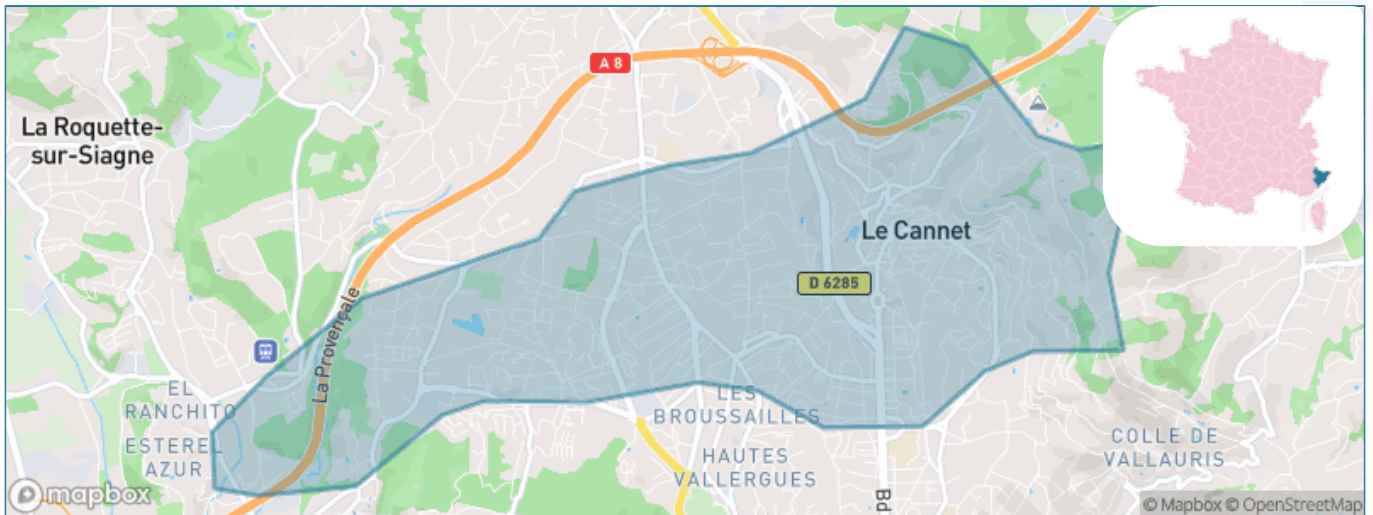 A 8
La Roquette-
sur-Siagne
Le Cannet
D 6285
La Provençale
EL
RANCHITO
ESTEREL
AZUR
LES
BROUSSAILLES
HAUTES
VALLERGUES
COLLE DE
VALLAURIS
Bd
mapbox
© Mapbox © OpenStreetMap